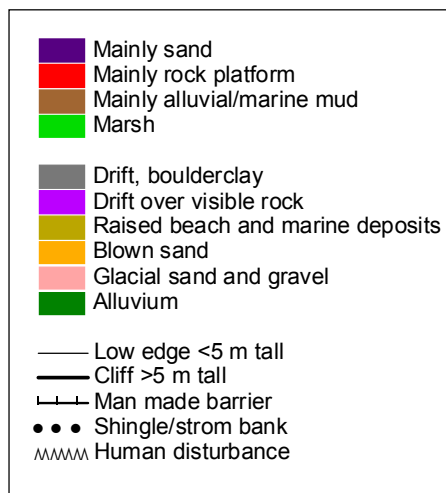 Mainly sand
Mainly rock platform
Mainly alluvial/marine mud
Marsh
Drift, boulderclay
Drift over visible rock
Raised beach and marine deposits
Blown sand
Glacial sand and gravel
Alluvium
Low edge <5 m tall
Cliff >5 m tall
Man made barrier
Shingle/strom bank
Human disturbance